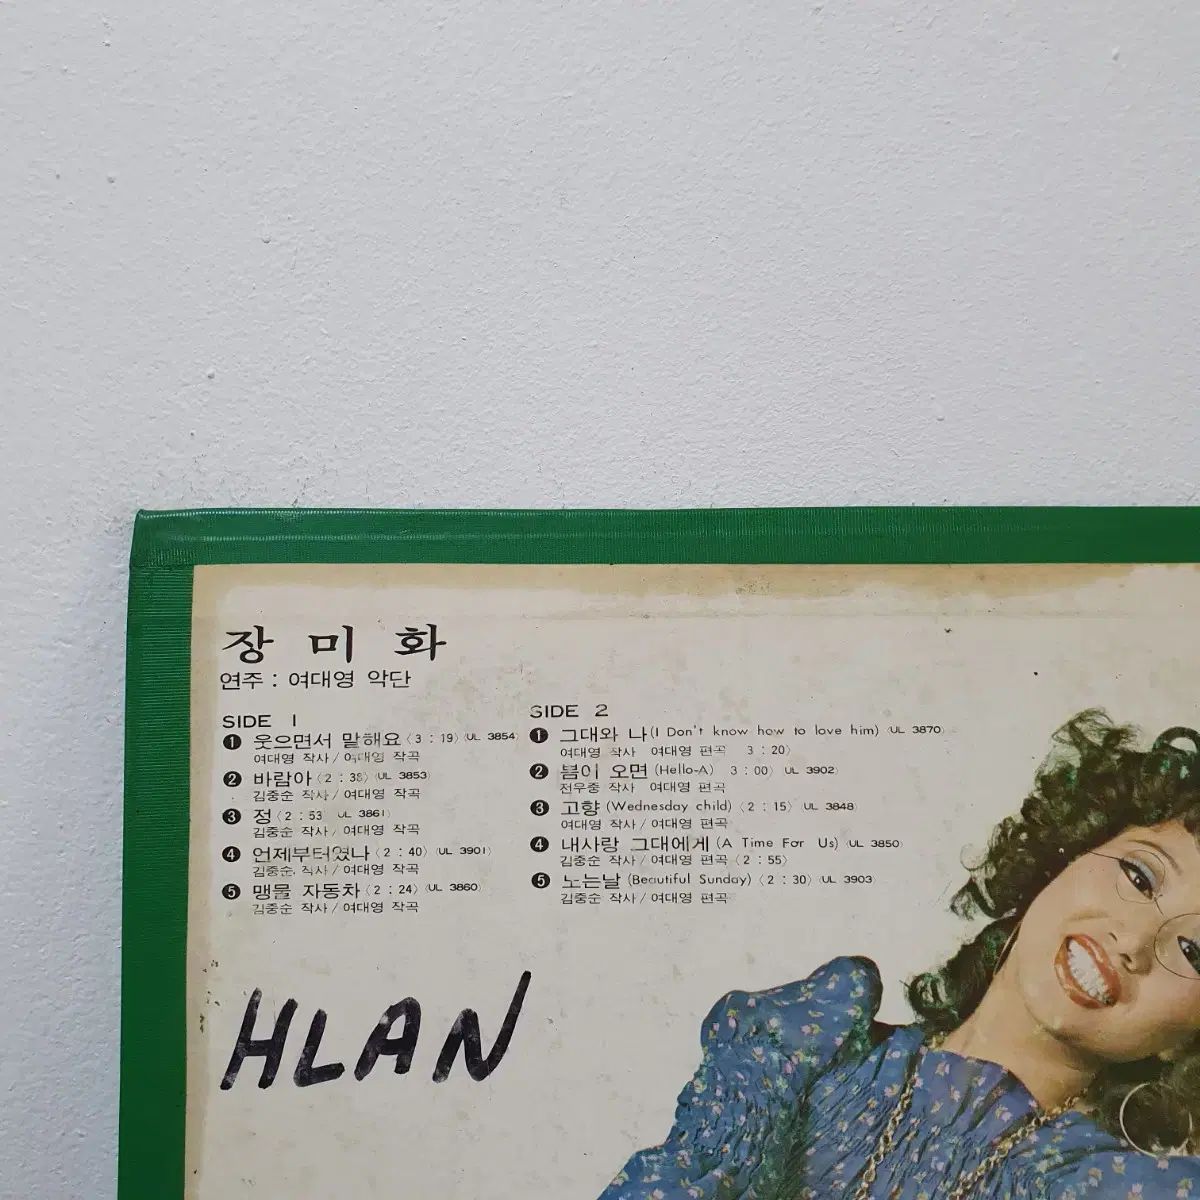 장 미 화
연주 : 여대영 악단
SIDE 1
❶ 웃으면서 말해요 〈3 : 19〉 〈UL 3854〉
여대영 작사 / 여대영 작곡
❷ 바람아 〈2 : 38〉 〈UL 3853〉
김중순 작사 / 여대영 작곡
❸ 정 〈2 : 53〉 〈UL 3861〉
김중순 작사 / 여대영 작곡
❹ 언제부터였나 〈2 : 40〉 〈UL 3901〉
김중순 작사 / 여대영 작곡
❺ 맹물 자동차 〈2 : 24〉 〈UL 3860〉
김중순 작사 / 여대영 작곡
SIDE 2
❶ 그대와 나 (I Don't know how to love him) 〈UL 3870〉
여대영 작사 여대영 편곡 3 : 20〉
❷ 봄이 오면 (Hello-A) 3 : 00〉 〈UL 3902〉
전우중 작사 여대영 편곡
❸ 고향 (Wednesday child) 〈2 : 15〉 〈UL 3848〉
여대영 작사 / 여대영 편곡
❹ 내사랑 그대에게 (A Time For Us) 〈UL 3850〉
김중순 작사 / 여대영 편곡 〈2 : 55〉
❺ 노는날 (Beautiful Sunday) 〈2 : 30〉 〈UL 3903〉
김중순 작사 / 여대영 편곡
HLAN